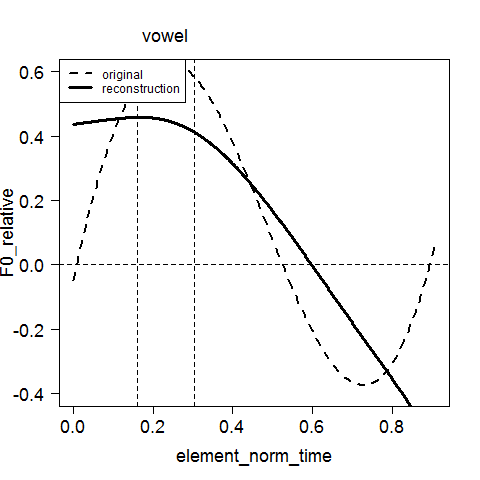 vowel
original
reconstruction
0.6
0.4
0.2
0.0
-0.2
-0.4
F0_relative
0.0 0.2 0.4 0.6 0.8
element_norm_time